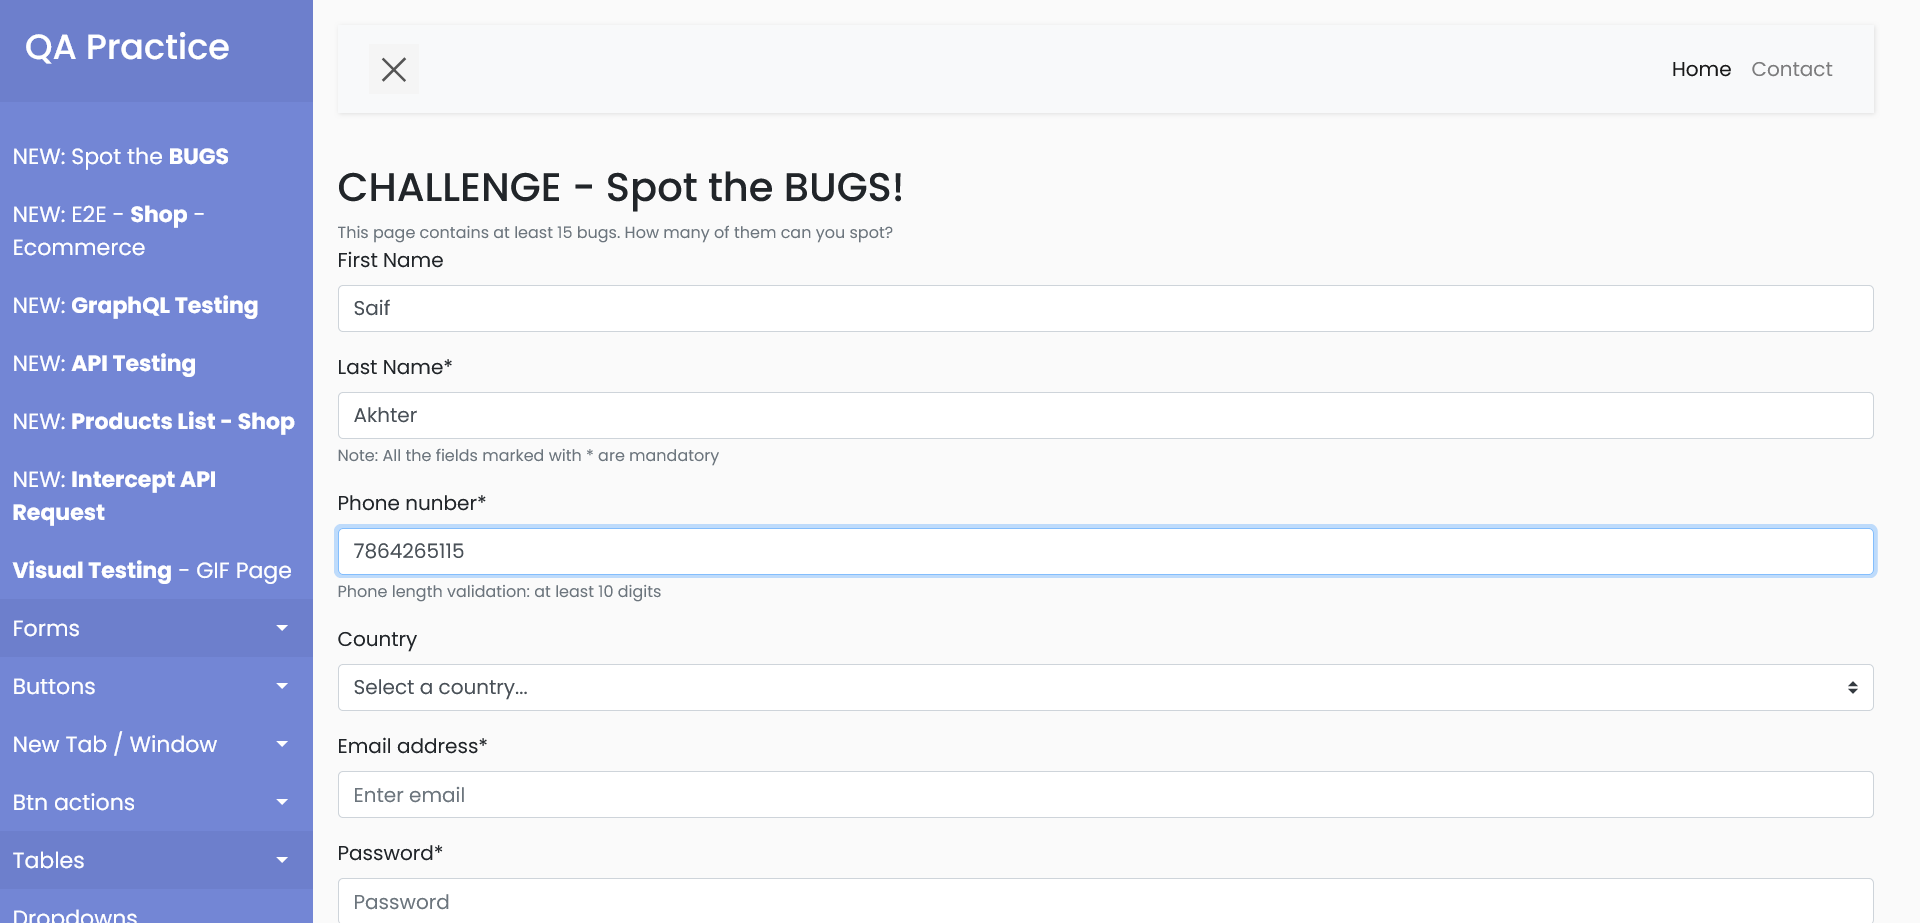 QA Practice
NEW: Spot the BUGS
NEW: E2E - Shop -
Ecommerce
NEW: GraphQL Testing
NEW: API Testing
NEW: Products List - Shop
NEW: Intercept API
Request
Visual Testing - GIF Page
Forms
Buttons
New Tab / Window
Btn actions
Tables
Dropdowns
Home Contact
CHALLENGE - Spot the BUGS!
This page contains at least 15 bugs. How many of them can you spot?
First Name
Saif
Last Name*
Akhter
Note: All the fields marked with * are mandatory
Phone nunber*
7864265115
Phone length validation: at least 10 digits
Country
Select a country...
Email address*
Enter email
Password*
Password